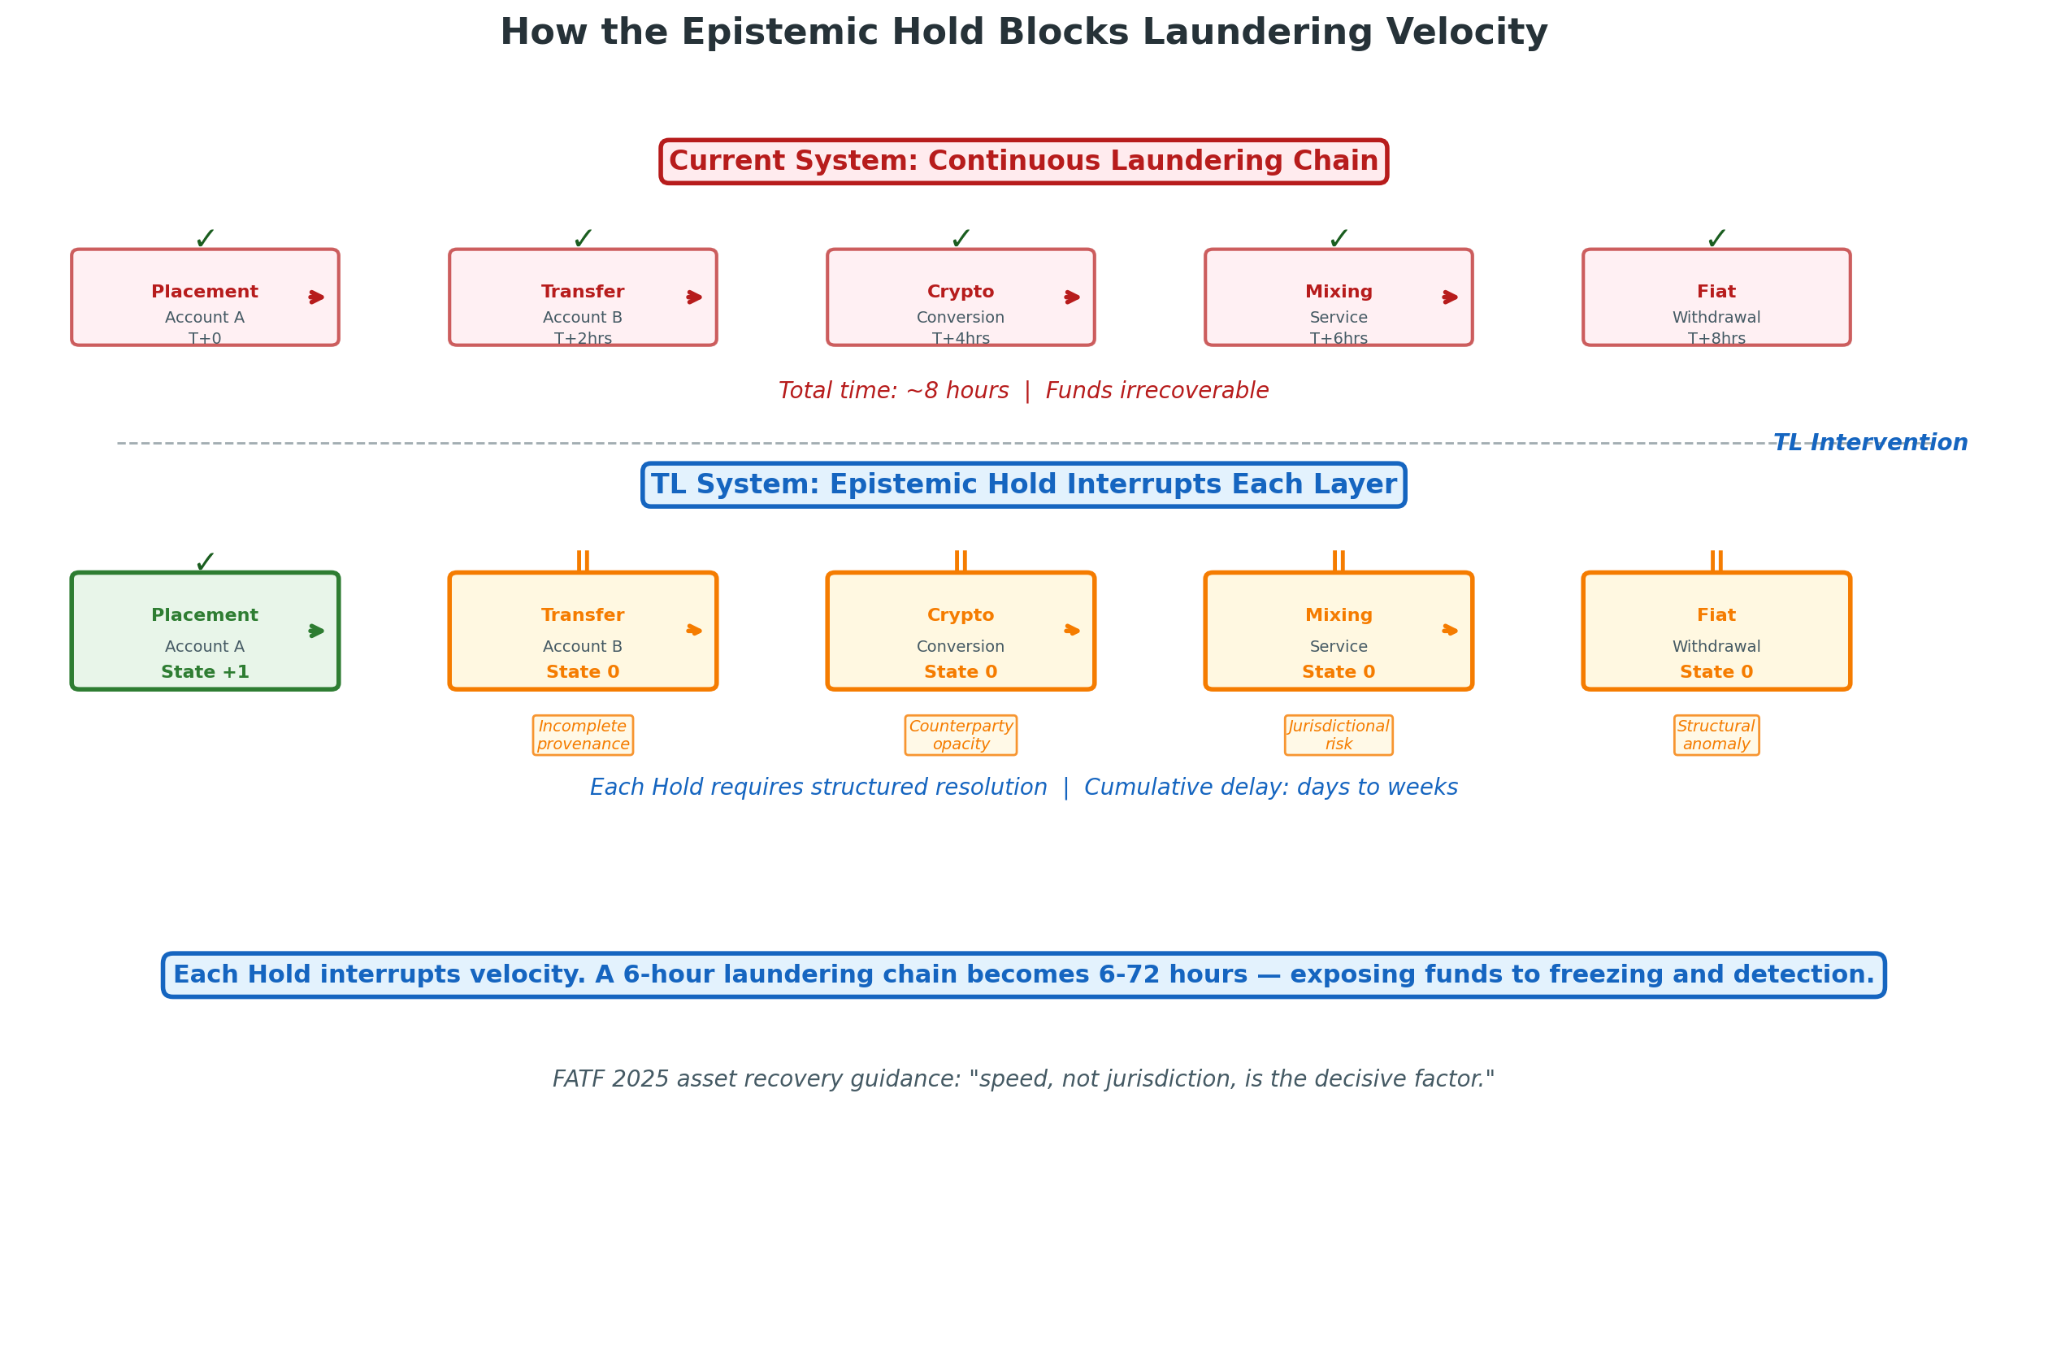 How the Epistemic Hold Blocks Laundering Velocity
Current System: Continuous Laundering Chain
✓ ✓ ✓ ✓ ✓
Placement
Account A
T+0
Transfer
Account B
T+2hrs
Crypto
Conversion
T+4hrs
Mixing
Service
T+6hrs
Fiat
Withdrawal
T+8hrs
Total time: ~8 hours | Funds irrecoverable
TL Intervention
TL System: Epistemic Hold Interrupts Each Layer
✓ || || || ||
Placement
Account A
State +1
Transfer
Account B
State 0
Incomplete
provenance
Crypto
Conversion
State 0
Counterparty
opacity
Mixing
Service
State 0
Jurisdictional
risk
Fiat
Withdrawal
State 0
Structural
anomaly
Each Hold requires structured resolution | Cumulative delay: days to weeks
Each Hold interrupts velocity. A 6-hour laundering chain becomes 6-72 hours — exposing funds to freezing and detection.
FATF 2025 asset recovery guidance: "speed, not jurisdiction, is the decisive factor."